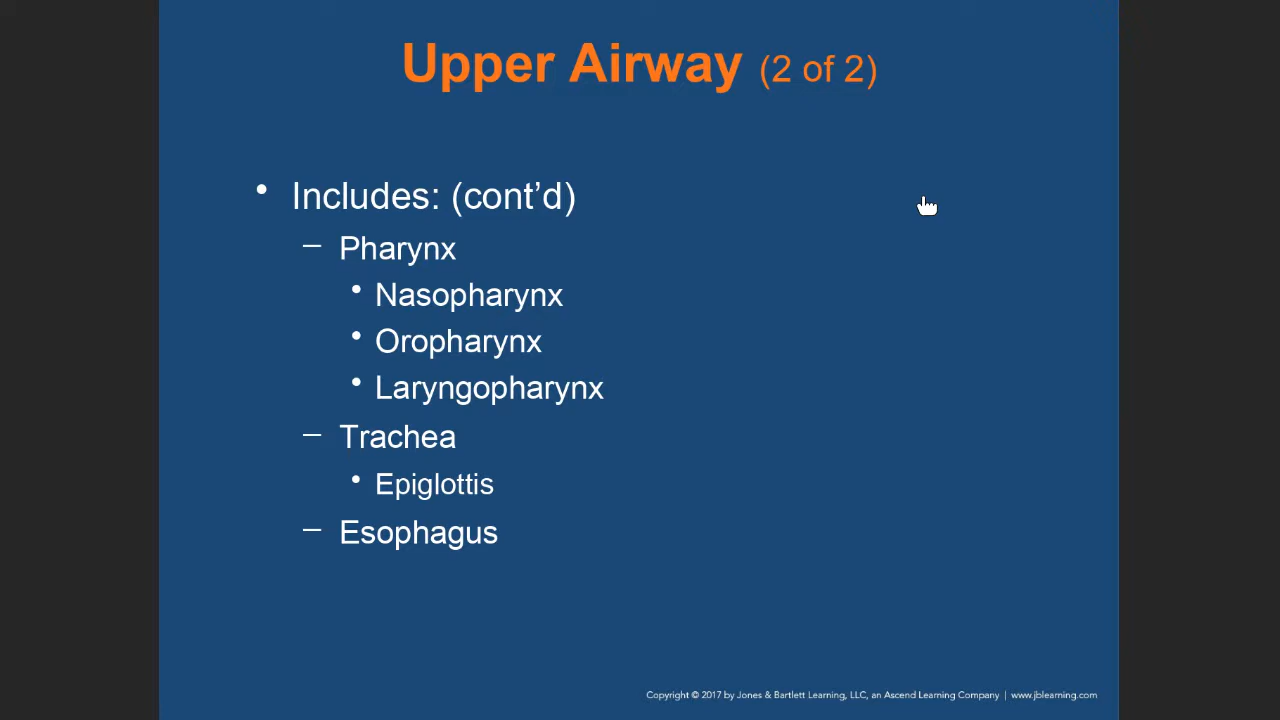 Upper Airway (2 of 2)
• Includes: (cont’d)
– Pharynx
• Nasopharynx
• Oropharynx
• Laryngopharynx
– Trachea
• Epiglottis
– Esophagus
Copyright © 2017 by Jones & Bartlett Learning, LLC, an Ascend Learning Company | www.jblearning.com